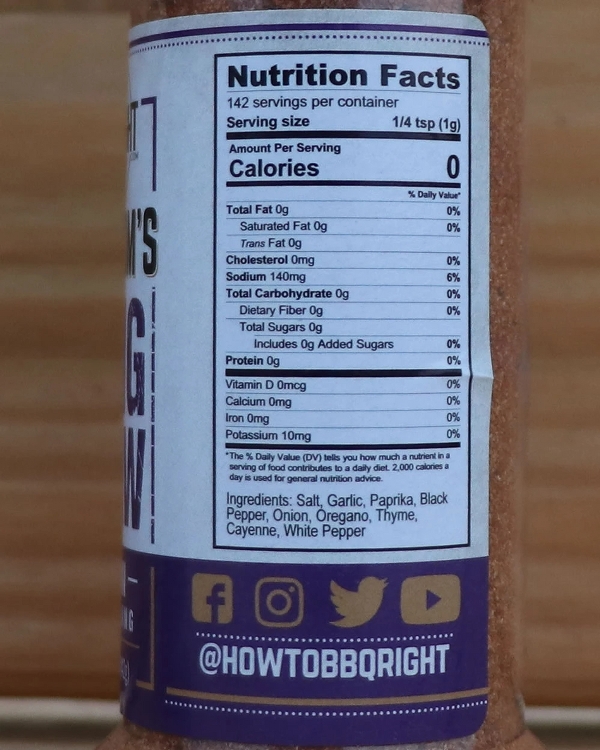 Nutrition Facts
142 servings per container
Serving size 1/4 tsp (1g)
Amount Per Serving
Calories 0
% Daily Value*
Total Fat 0g 0%
Saturated Fat 0g 0%
Trans Fat 0g
Cholesterol 0mg 0%
Sodium 140mg 6%
Total Carbohydrate 0g 0%
Dietary Fiber 0g 0%
Total Sugars 0g
Includes 0g Added Sugars 0%
Protein 0g 0%
Vitamin D 0mcg 0%
Calcium 0mg 0%
Iron 0mg 0%
Potassium 10mg 0%
*The % Daily Value (DV) tells you how much a nutrient in a
serving of food contributes to a daily diet. 2,000 calories a
day is used for general nutrition advice.
Ingredients: Salt, Garlic, Paprika, Black
Pepper, Onion, Oregano, Thyme,
Cayenne, White Pepper
@HOWTOBBQRIGHT